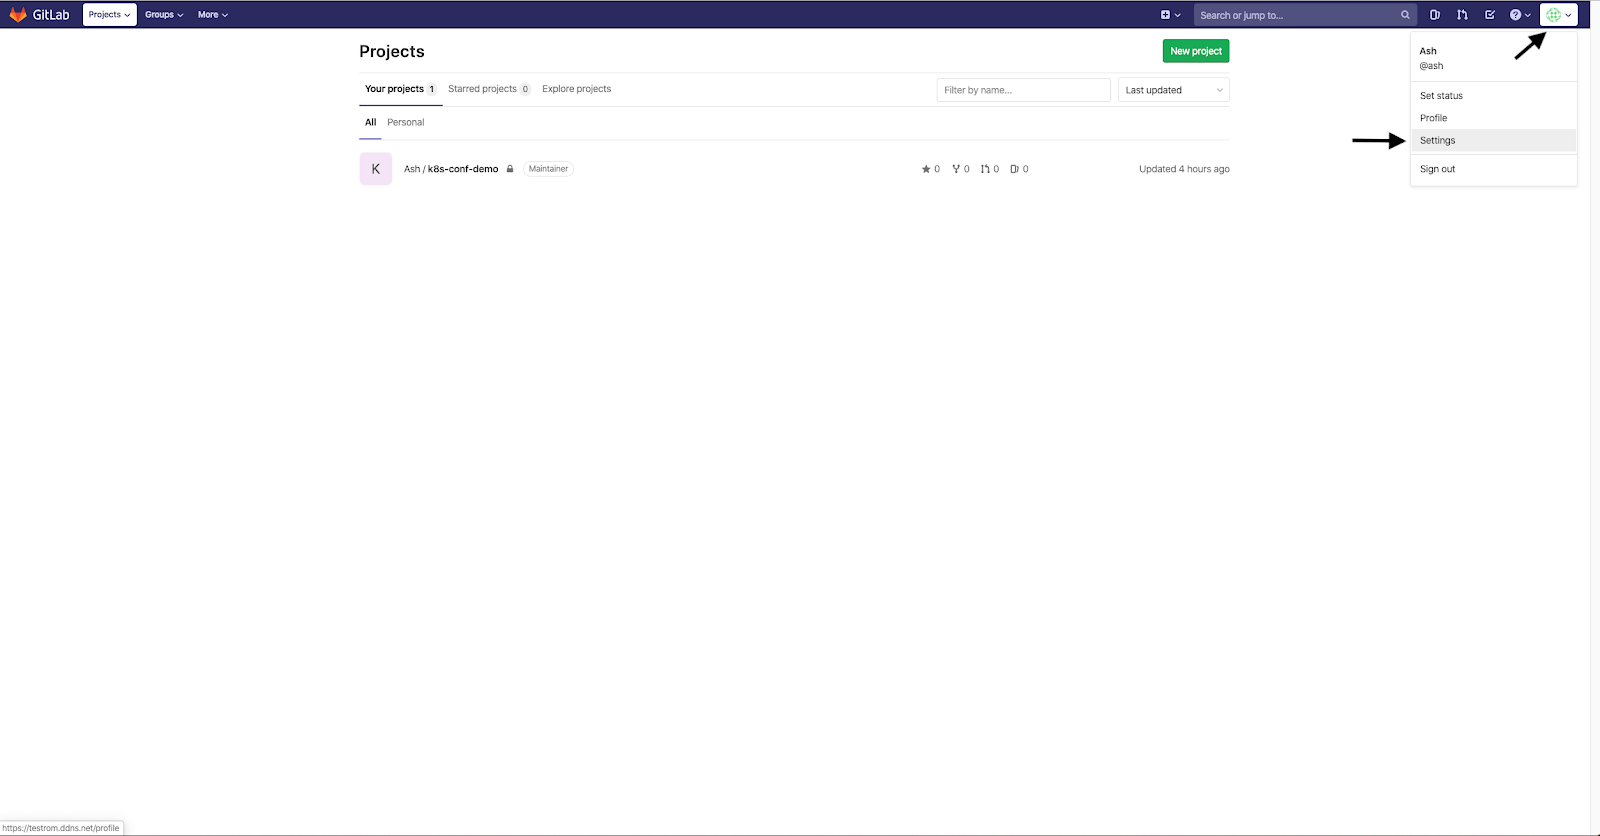 GitLab Projects Groups More Search or jump to...
Ash
@ash
Set status
Profile
Settings
Sign out
Projects New project
Your projects 1 Starred projects 0 Explore projects Filter by name... Last updated
All Personal
K Ash / k8s-conf-demo Maintainer 0 0 0 0 Updated 4 hours ago
https://testrom.ddns.net/profile